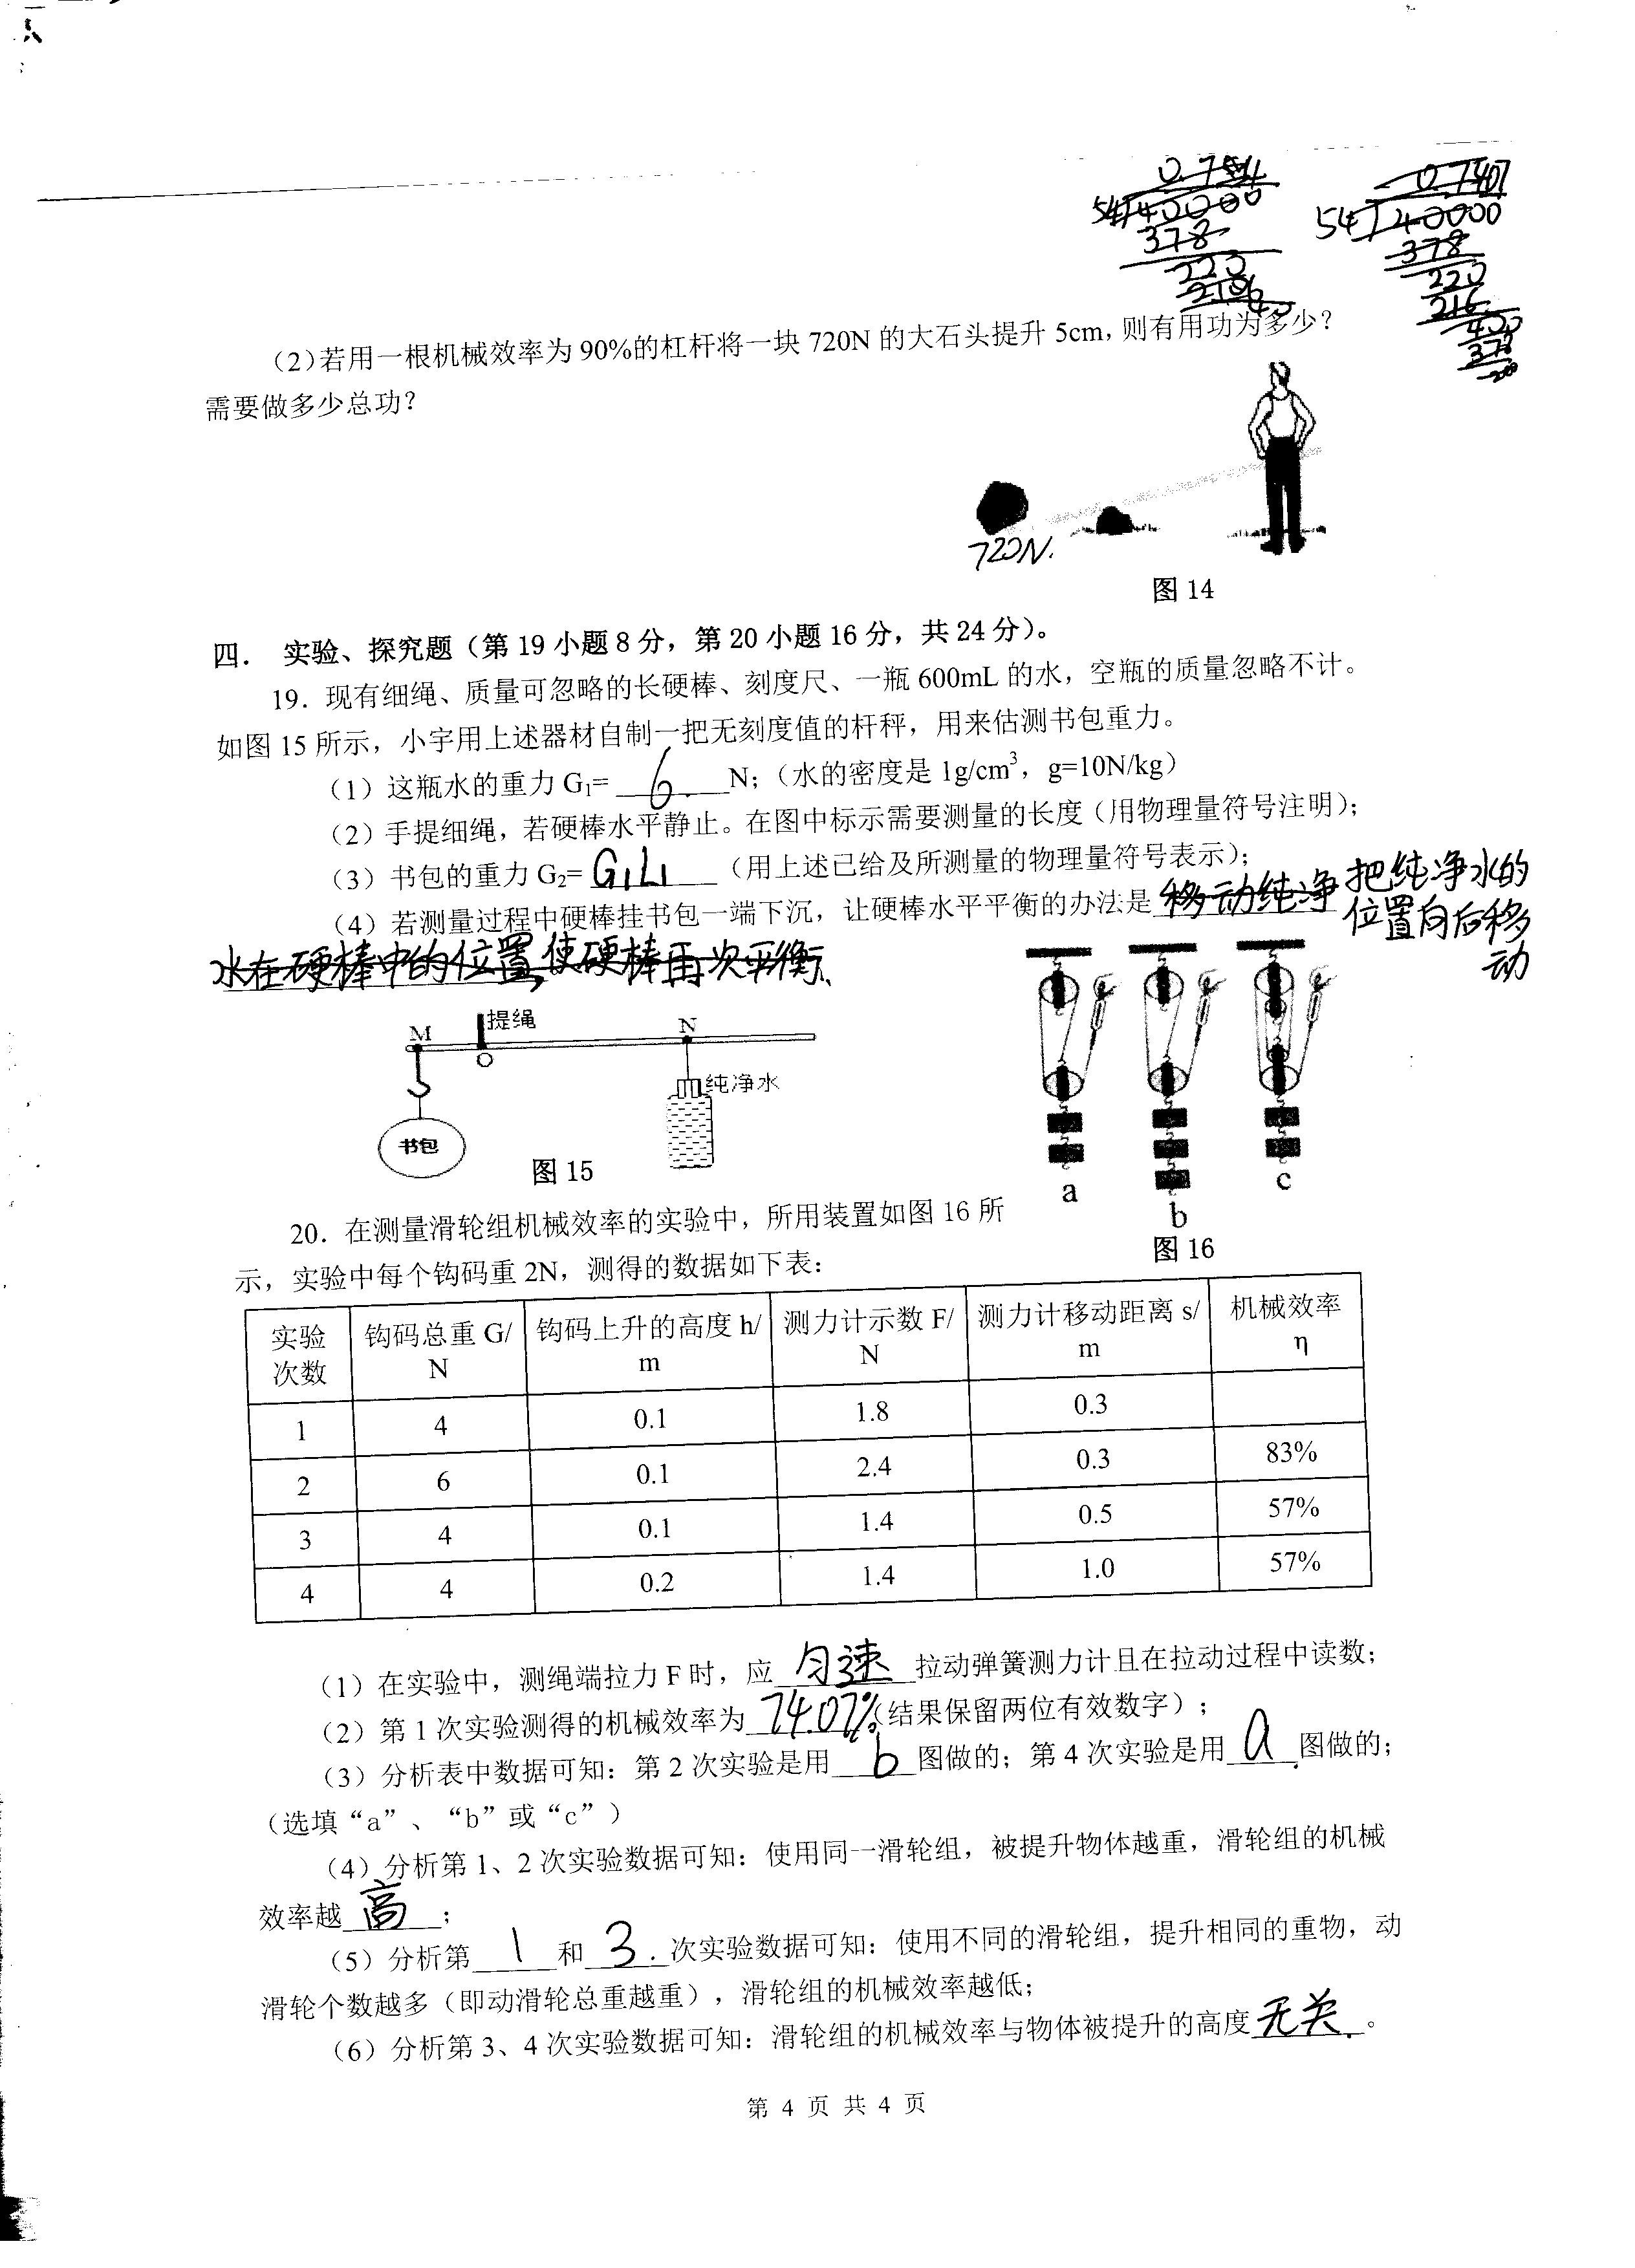 0.754
54 40000
378
220
216
40
0.7407
54 40000
378
220
216
400
378
(2)若用一根机械效率为90%的杠杆将一块720N的大石头提升5cm,则有用功为多少?
需要做多少总功?
720N.
图14
四. 实验、探究题(第19小题8分,第20小题16分,共24分)。
19.现有细绳、质量可忽略的长硬棒、刻度尺、一瓶600mL的水,空瓶的质量忽略不计。
如图15所示,小宇用上述器材自制一把无刻度值的杆秤,用来估测书包重力。
(1)这瓶水的重力G₁= 6. N;(水的密度是1g/cm³,g=10N/kg)
(2)手提细绳,若硬棒水平静止。在图中标示需要测量的长度(用物理量符号注明);
(3)书包的重力G₂= G₁L₁ (用上述已给及所测量的物理量符号表示);
(4)若测量过程中硬棒挂书包一端下沉,让硬棒水平平衡的办法是 移动纯净
水在硬棒中的位置,使硬棒再次平衡、
把纯净水的
位置向后移
动
提绳
M
O
N
纯净水
书包
图15
a
b
c
图16
20.在测量滑轮组机械效率的实验中,所用装置如图16所
示,实验中每个钩码重2N,测得的数据如下表:
实验次数 钩码总重G/N 钩码上升的高度h/m 测力计示数F/N 测力计移动距离s/m 机械效率η
1 4 0.1 1.8 0.3
2 6 0.1 2.4 0.3 83%
3 4 0.1 1.4 0.5 57%
4 4 0.2 1.4 1.0 57%
(1)在实验中,测绳端拉力F时,应 匀速 拉动弹簧测力计且在拉动过程中读数;
(2)第1次实验测得的机械效率为 74.07% (结果保留两位有效数字);
(3)分析表中数据可知:第2次实验是用 b 图做的;第4次实验是用 a 图做的;
(选填“a”、“b”或“c”)
(4)分析第1、2次实验数据可知:使用同一滑轮组,被提升物体越重,滑轮组的机械
效率越 高 ;
(5)分析第 1 和 3. 次实验数据可知:使用不同的滑轮组,提升相同的重物,动
滑轮个数越多(即动滑轮总重越重),滑轮组的机械效率越低;
(6)分析第3、4次实验数据可知:滑轮组的机械效率与物体被提升的高度 无关. 。
第 4 页 共 4 页